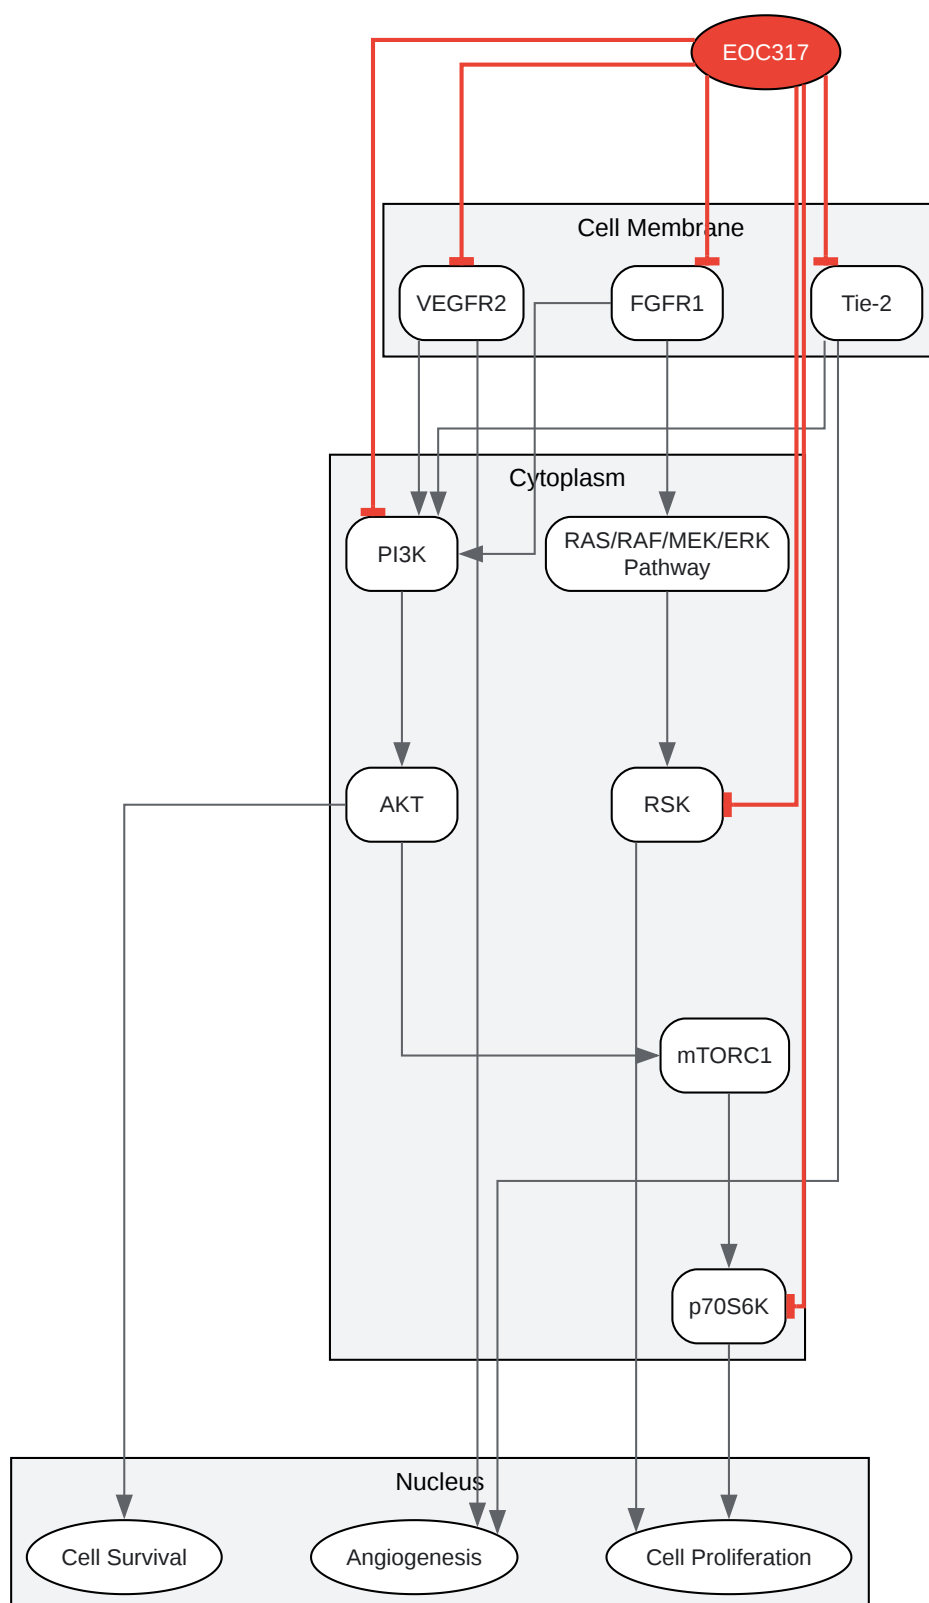 EOC317
Cell Membrane
VEGFR2
FGFR1
Tie-2
Cytoplasm
PI3K
RAS/RAF/MEK/ERK
Pathway
AKT
RSK
mTORC1
p70S6K
Nucleus
Cell Survival
Angiogenesis
Cell Proliferation